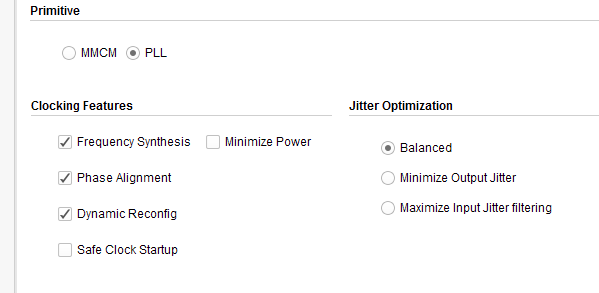 Primitive
MMCM PLL
Clocking Features
Frequency Synthesis Minimize Power
Phase Alignment
Dynamic Reconfig
Safe Clock Startup
Jitter Optimization
Balanced
Minimize Output Jitter
Maximize Input Jitter filtering